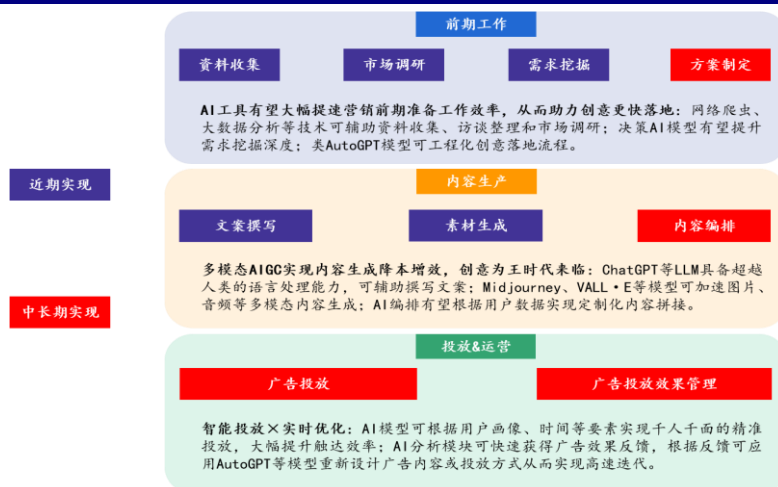 前期工作
资料收集 市场调研 需求挖掘 方案制定
AI工具有望大幅提速营销前期准备工作效率，从而助力创意更快落地：网络爬虫、
大数据分析等技术可辅助资料收集、访谈整理和市场调研；决策AI模型有望提升
需求挖掘深度；类AutoGPT模型可工程化创意落地流程。
近期实现
内容生产
文案撰写 素材生成 内容编排
多模态AIGC实现内容生成降本增效，创意为王时代来临：ChatGPT等LLM具备超越
人类的语言处理能力，可辅助撰写文案；Midjourney、VALL·E等模型可加速图片、
音频等多模态内容生成；AI编排有望根据用户数据实现定制化内容拼接。
中长期实现
投放&运营
广告投放 广告投放效果管理
智能投放×实时优化：AI模型可根据用户画像、时间等要素实现千人千面的精准
投放，大幅提升触达效率；AI分析模块可快速获得广告效果反馈，根据反馈可应
用AutoGPT等模型重新设计广告内容或投放方式从而实现高速迭代。